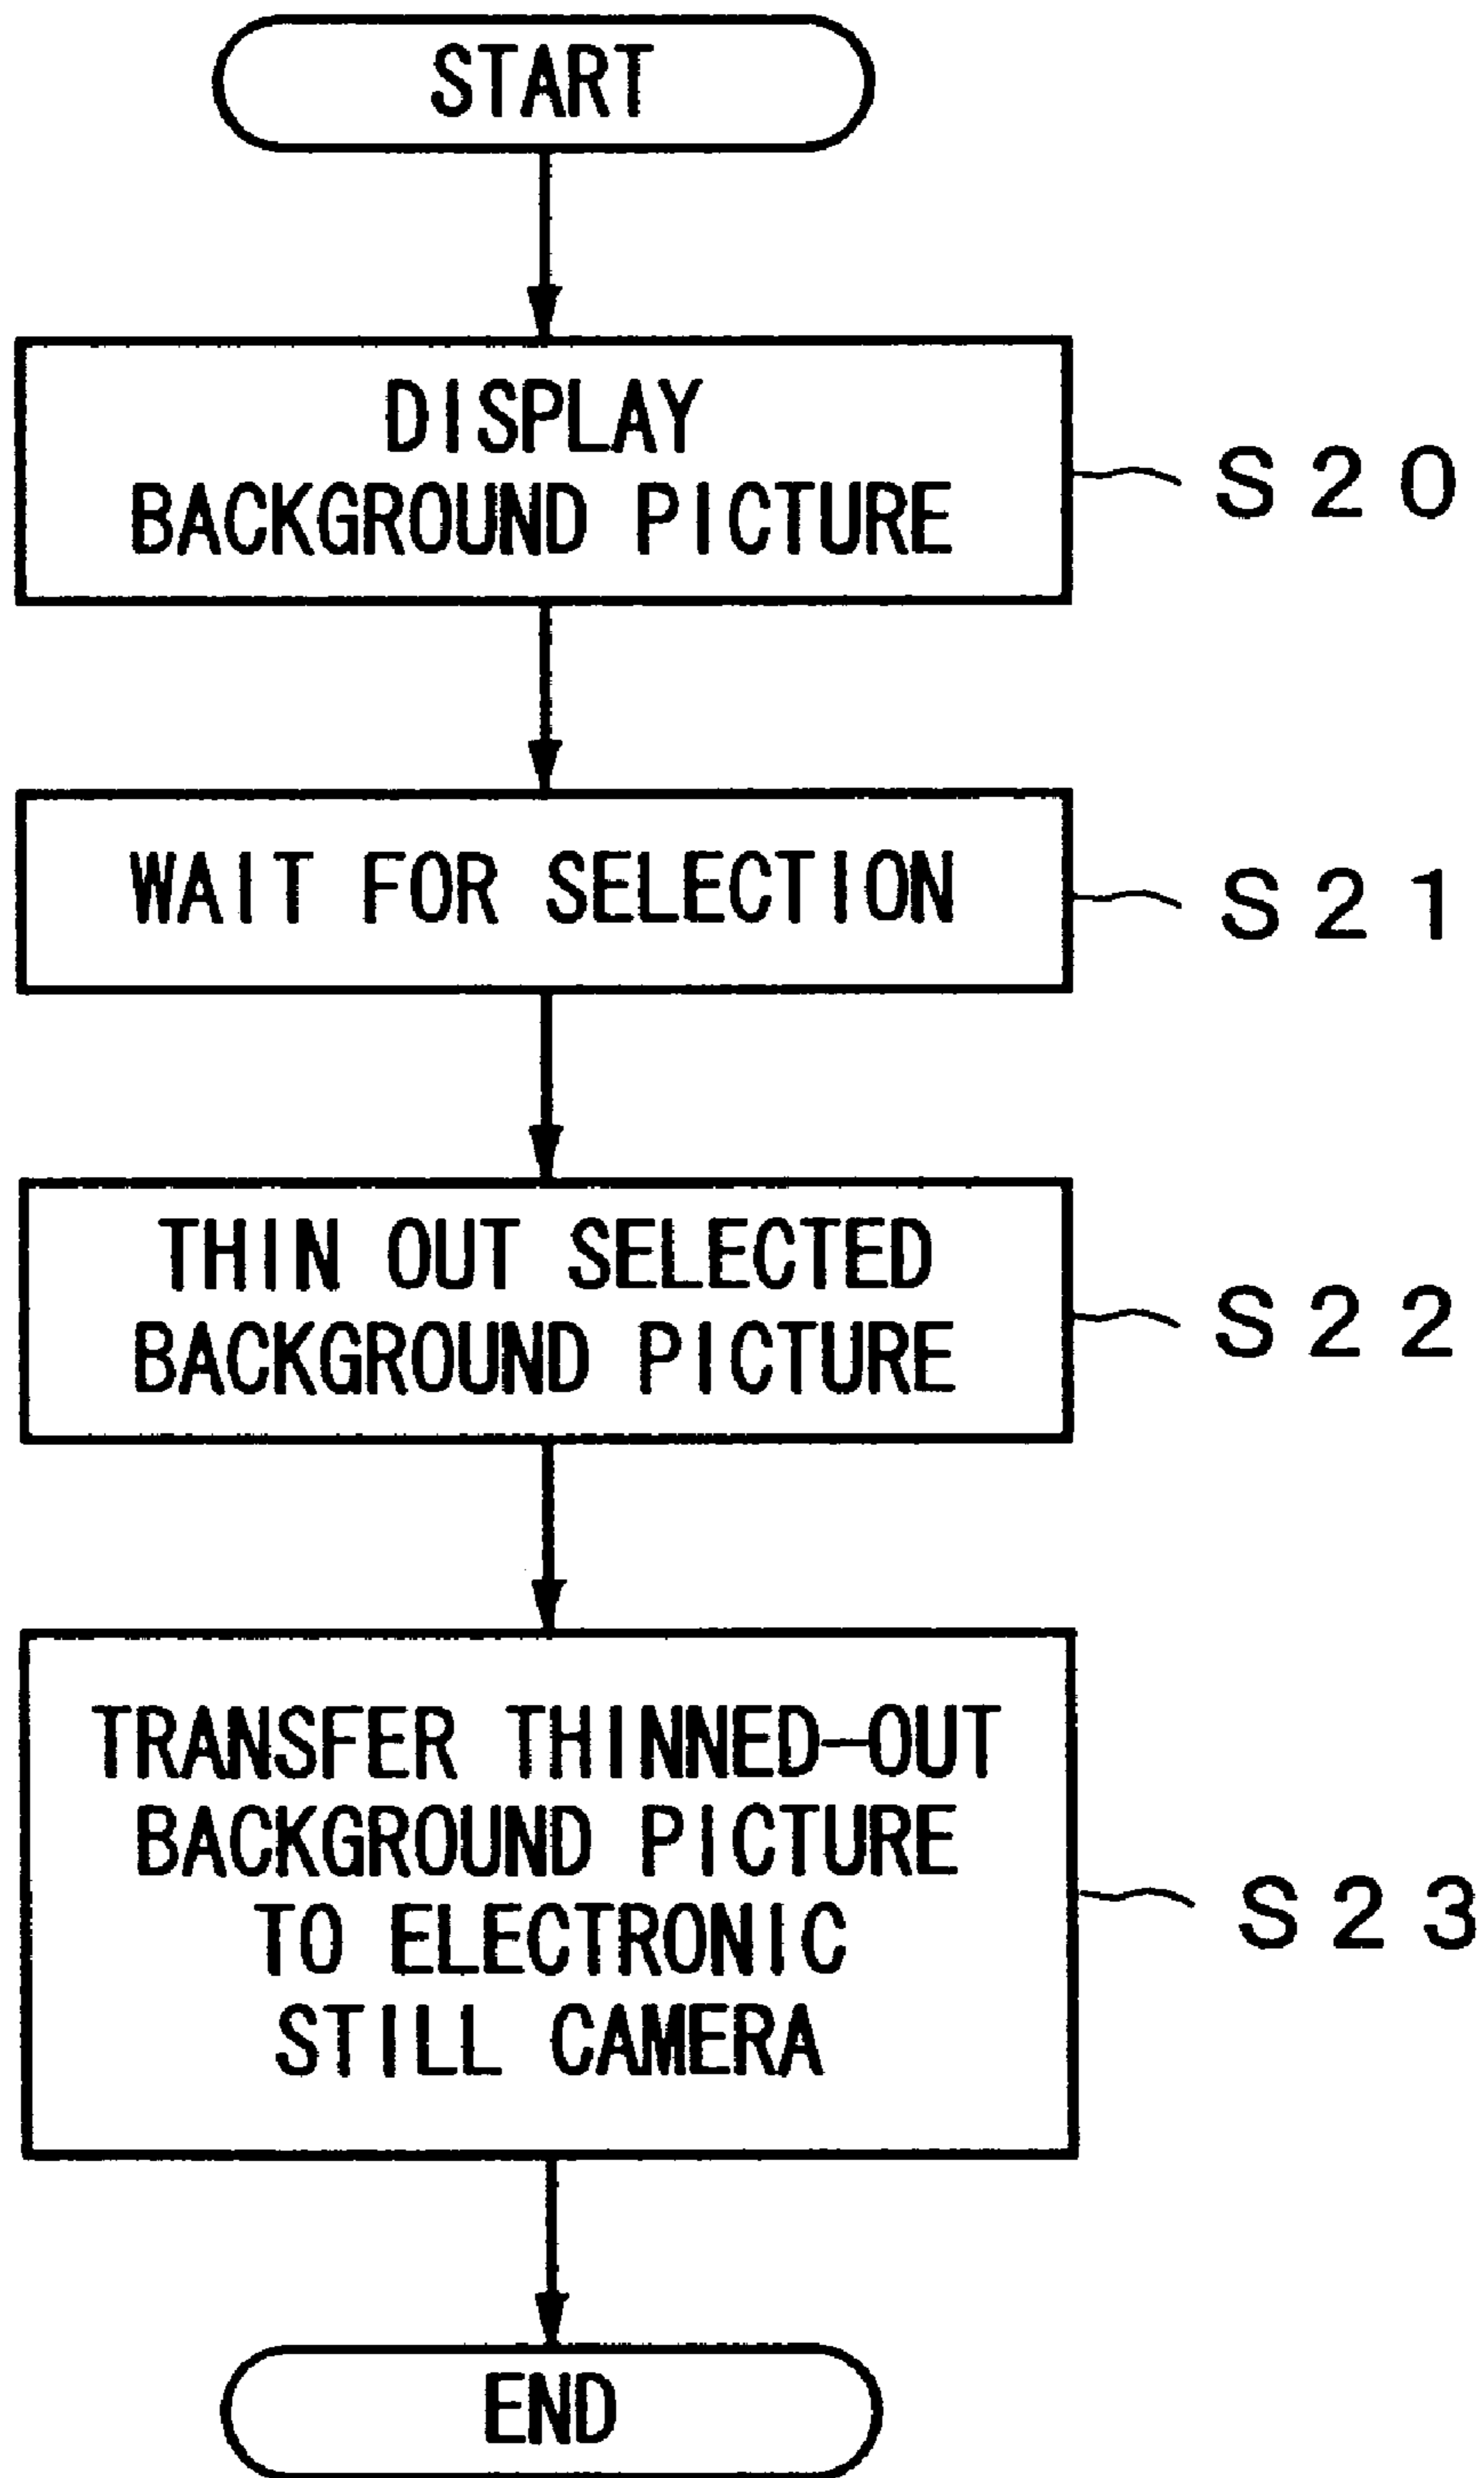 START
DISPLAY
BACKGROUND PICTURE
S20
WAIT FOR SELECTION
S21
THIN OUT SELECTED
BACKGROUND PICTURE
S22
TRANSFER THINNED-OUT
BACKGROUND PICTURE
TO ELECTRONIC
STILL CAMERA
S23
END